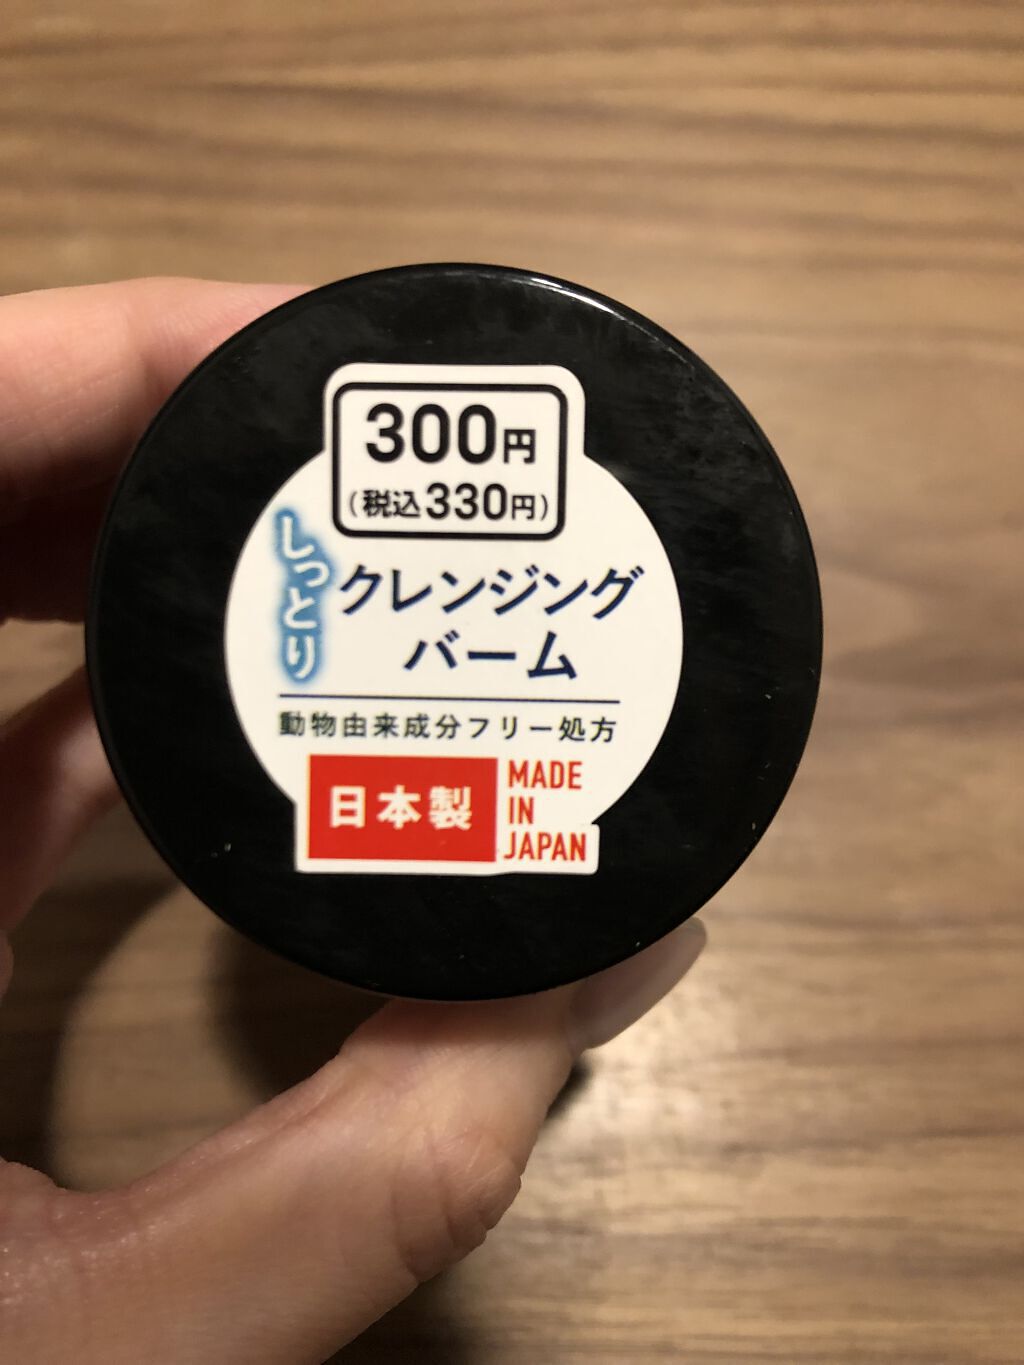 300円
(税込330円)
しっとり
クレンジング
バーム
動物由来成分フリー処方
日本製
MADE
IN
JAPAN